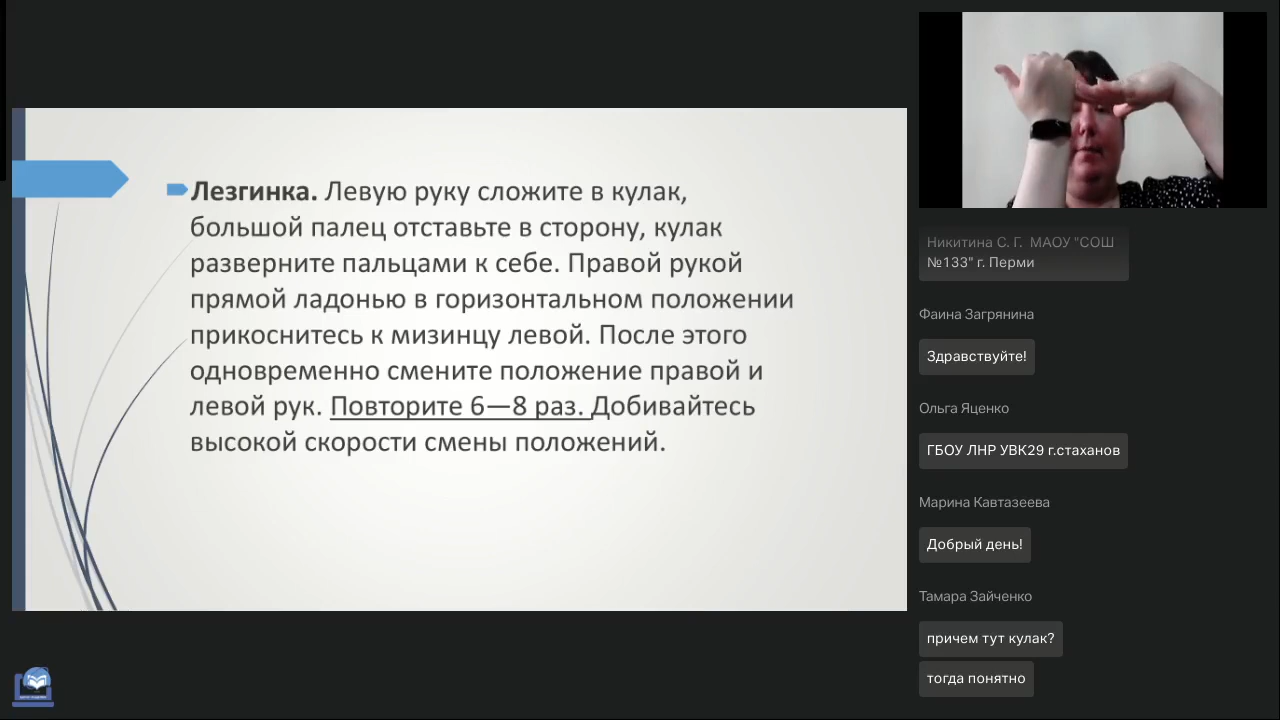 Лезгинка. Левую руку сложите в кулак,
большой палец отставьте в сторону, кулак
разверните пальцами к себе. Правой рукой
прямой ладонью в горизонтальном положении
прикоснитесь к мизинцу левой. После этого
одновременно смените положение правой и
левой рук. Повторите 6—8 раз. Добивайтесь
высокой скорости смены положений.
Никитина С. Г. МАОУ "СОШ
№133" г. Перми
Фаина Загрянина
Здравствуйте!
Ольга Яценко
ГБОУ ЛНР УВК29 г.стаханов
Марина Кавтазеева
Добрый день!
Тамара Зайченко
причем тут кулак?
тогда понятно